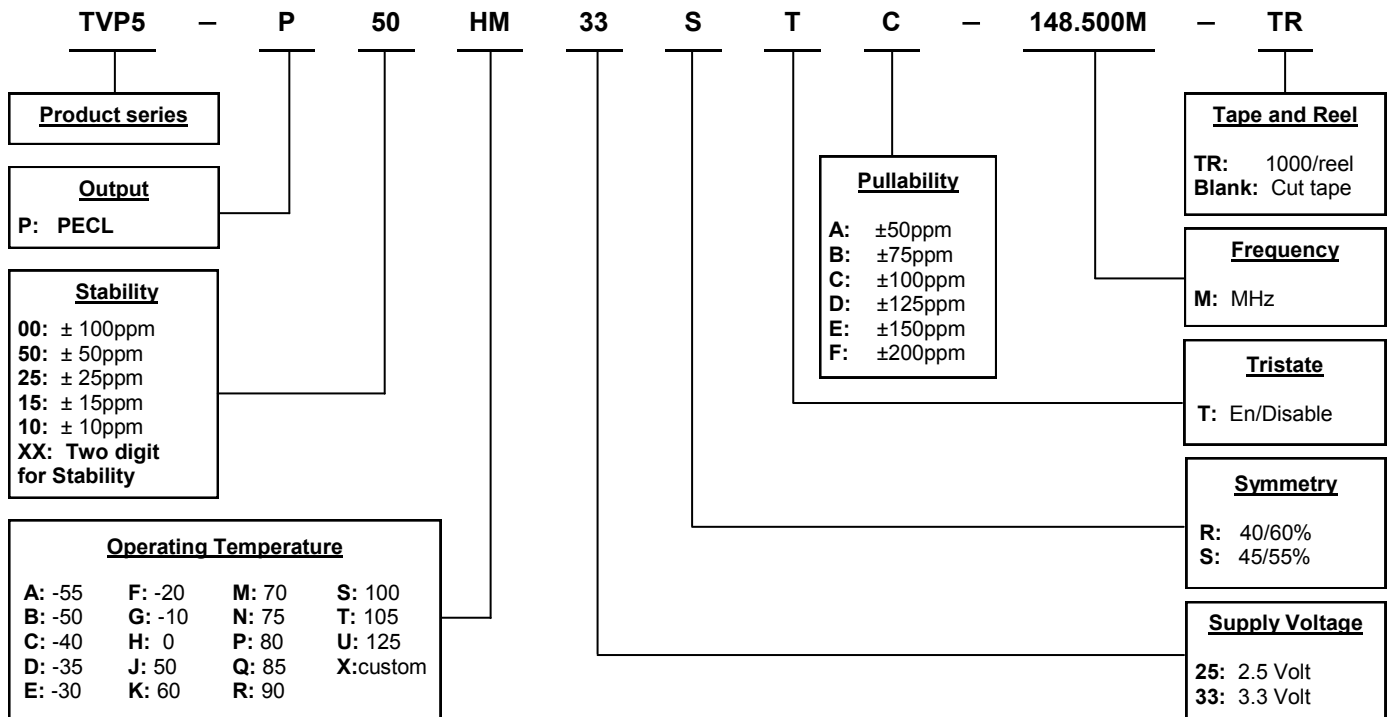 TVP5 – P 50 HM 33 S T C – 148.500M – TR
Product series
Output
P: PECL
Stability
00: ± 100ppm
50: ± 50ppm
25: ± 25ppm
15: ± 15ppm
10: ± 10ppm
XX: Two digit
for Stability
Operating Temperature
A: -55 F: -20 M: 70 S: 100
B: -50 G: -10 N: 75 T: 105
C: -40 H: 0 P: 80 U: 125
D: -35 J: 50 Q: 85 X:custom
E: -30 K: 60 R: 90
Pullability
A: ±50ppm
B: ±75ppm
C: ±100ppm
D: ±125ppm
E: ±150ppm
F: ±200ppm
Tape and Reel
TR: 1000/reel
Blank: Cut tape
Frequency
M: MHz
Tristate
T: En/Disable
Symmetry
R: 40/60%
S: 45/55%
Supply Voltage
25: 2.5 Volt
33: 3.3 Volt